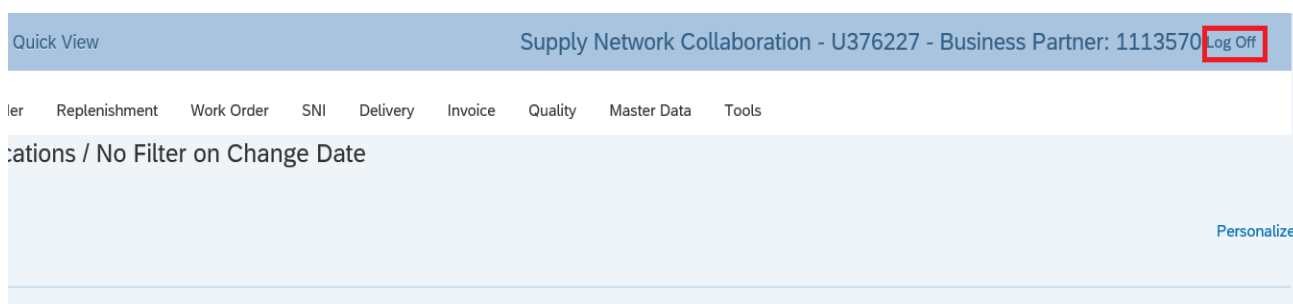 Quick View Supply Network Collaboration - U376227 - Business Partner: 1113570 Log Off
Replenishment Work Order SNI Delivery Invoice Quality Master Data Tools
/ No Filter on Change Date
Personalize